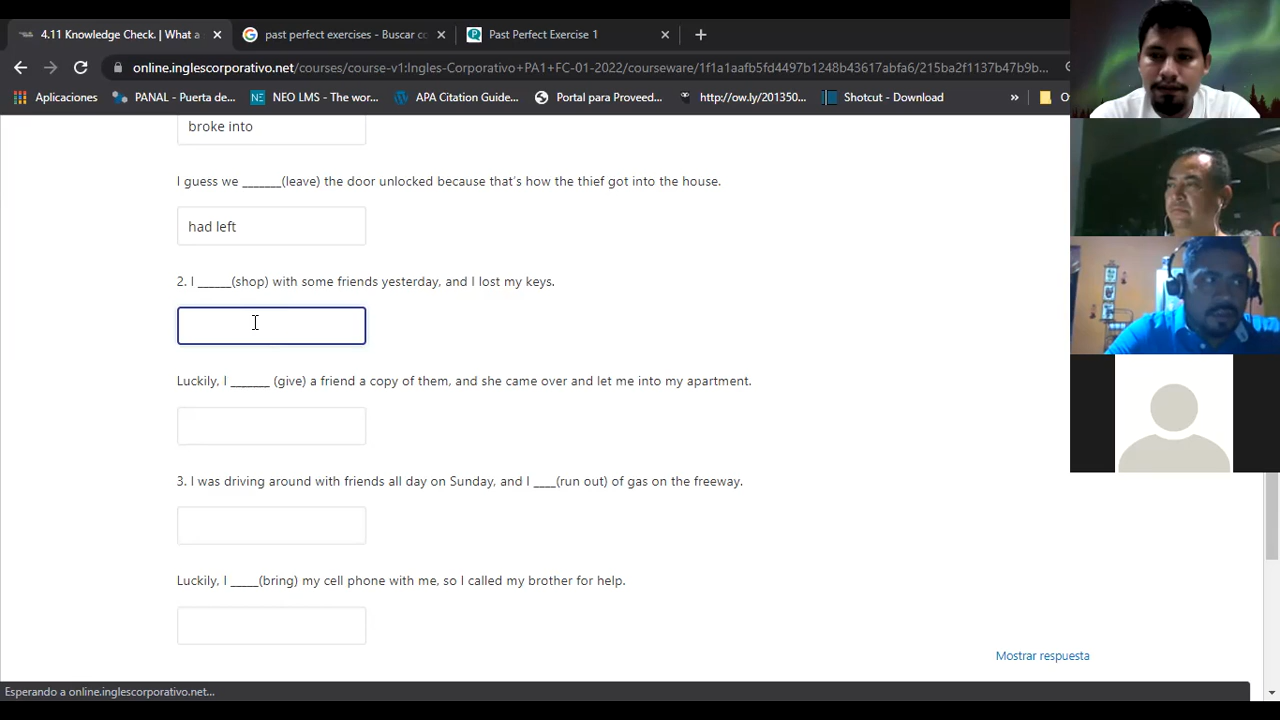 4.11 Knowledge Check. | What a
past perfect exercises - Buscar co
Past Perfect Exercise 1
online.inglescorporativo.net/courses/course-v1:Ingles-Corporativo+PA1+FC-01-2022/courseware/1f1a1aafb5fd4497b1248b43617abfa6/215ba2f1137b47b9b...
Aplicaciones
PANAL - Puerta de...
NEO LMS - The wor...
APA Citation Guide...
Portal para Proveed...
http://ow.ly/201350...
Shotcut - Download
»
broke into
I guess we _______(leave) the door unlocked because that's how the thief got into the house.
had left
2. I ______(shop) with some friends yesterday, and I lost my keys.
Luckily, I _______ (give) a friend a copy of them, and she came over and let me into my apartment.
3. I was driving around with friends all day on Sunday, and I ____(run out) of gas on the freeway.
Luckily, I _____(bring) my cell phone with me, so I called my brother for help.
Mostrar respuesta
Esperando a online.inglescorporativo.net...